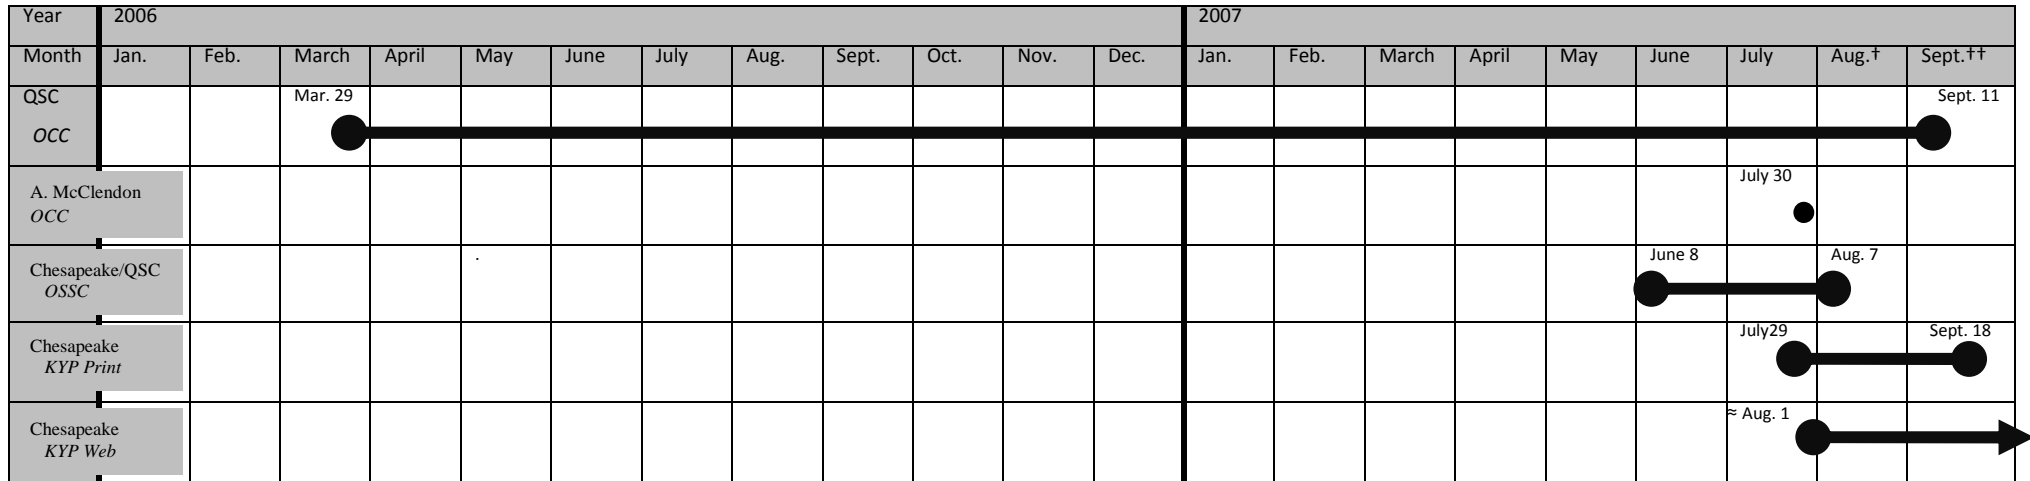 Year 2006 2007
Month Jan. Feb. March April May June July Aug. Sept. Oct. Nov. Dec. Jan. Feb. March April May June July Aug.† Sept.††
QSC Mar. 29 Sept. 11
OCC
A. McClendon July 30
OCC
Chesapeake/QSC . June 8 Aug. 7
OSSC
Chesapeake July29 Sept. 18
KYP Print
Chesapeake ≈ Aug. 1
KYP Web